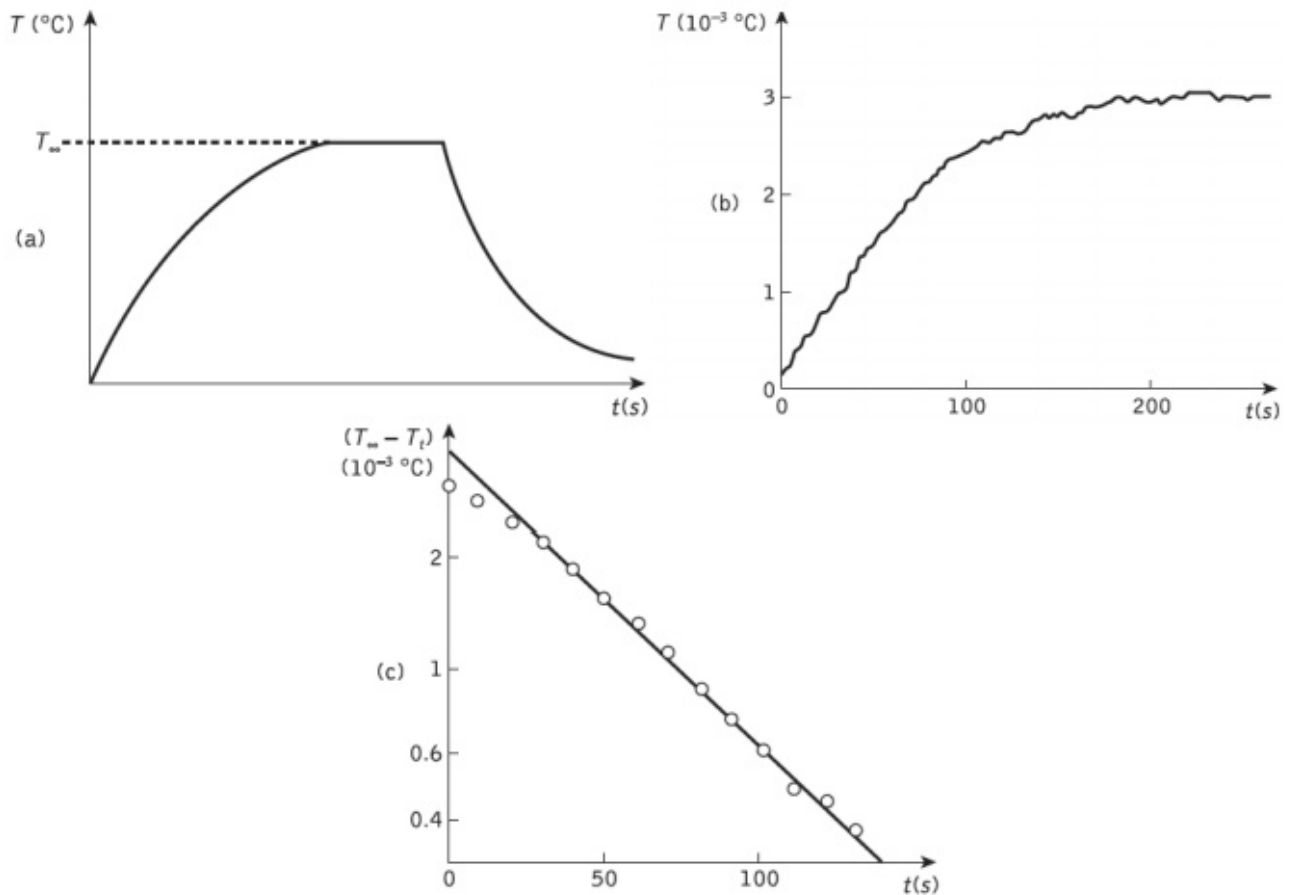 T (°C)
T∞
(a)
t(s)
T (10⁻³ °C)
3
2
(b)
1
0
0
100
200
t(s)
(T∞ – Tt)
(10⁻³ °C)
2
(c)
1
0.6
0.4
0
50
100
t(s)